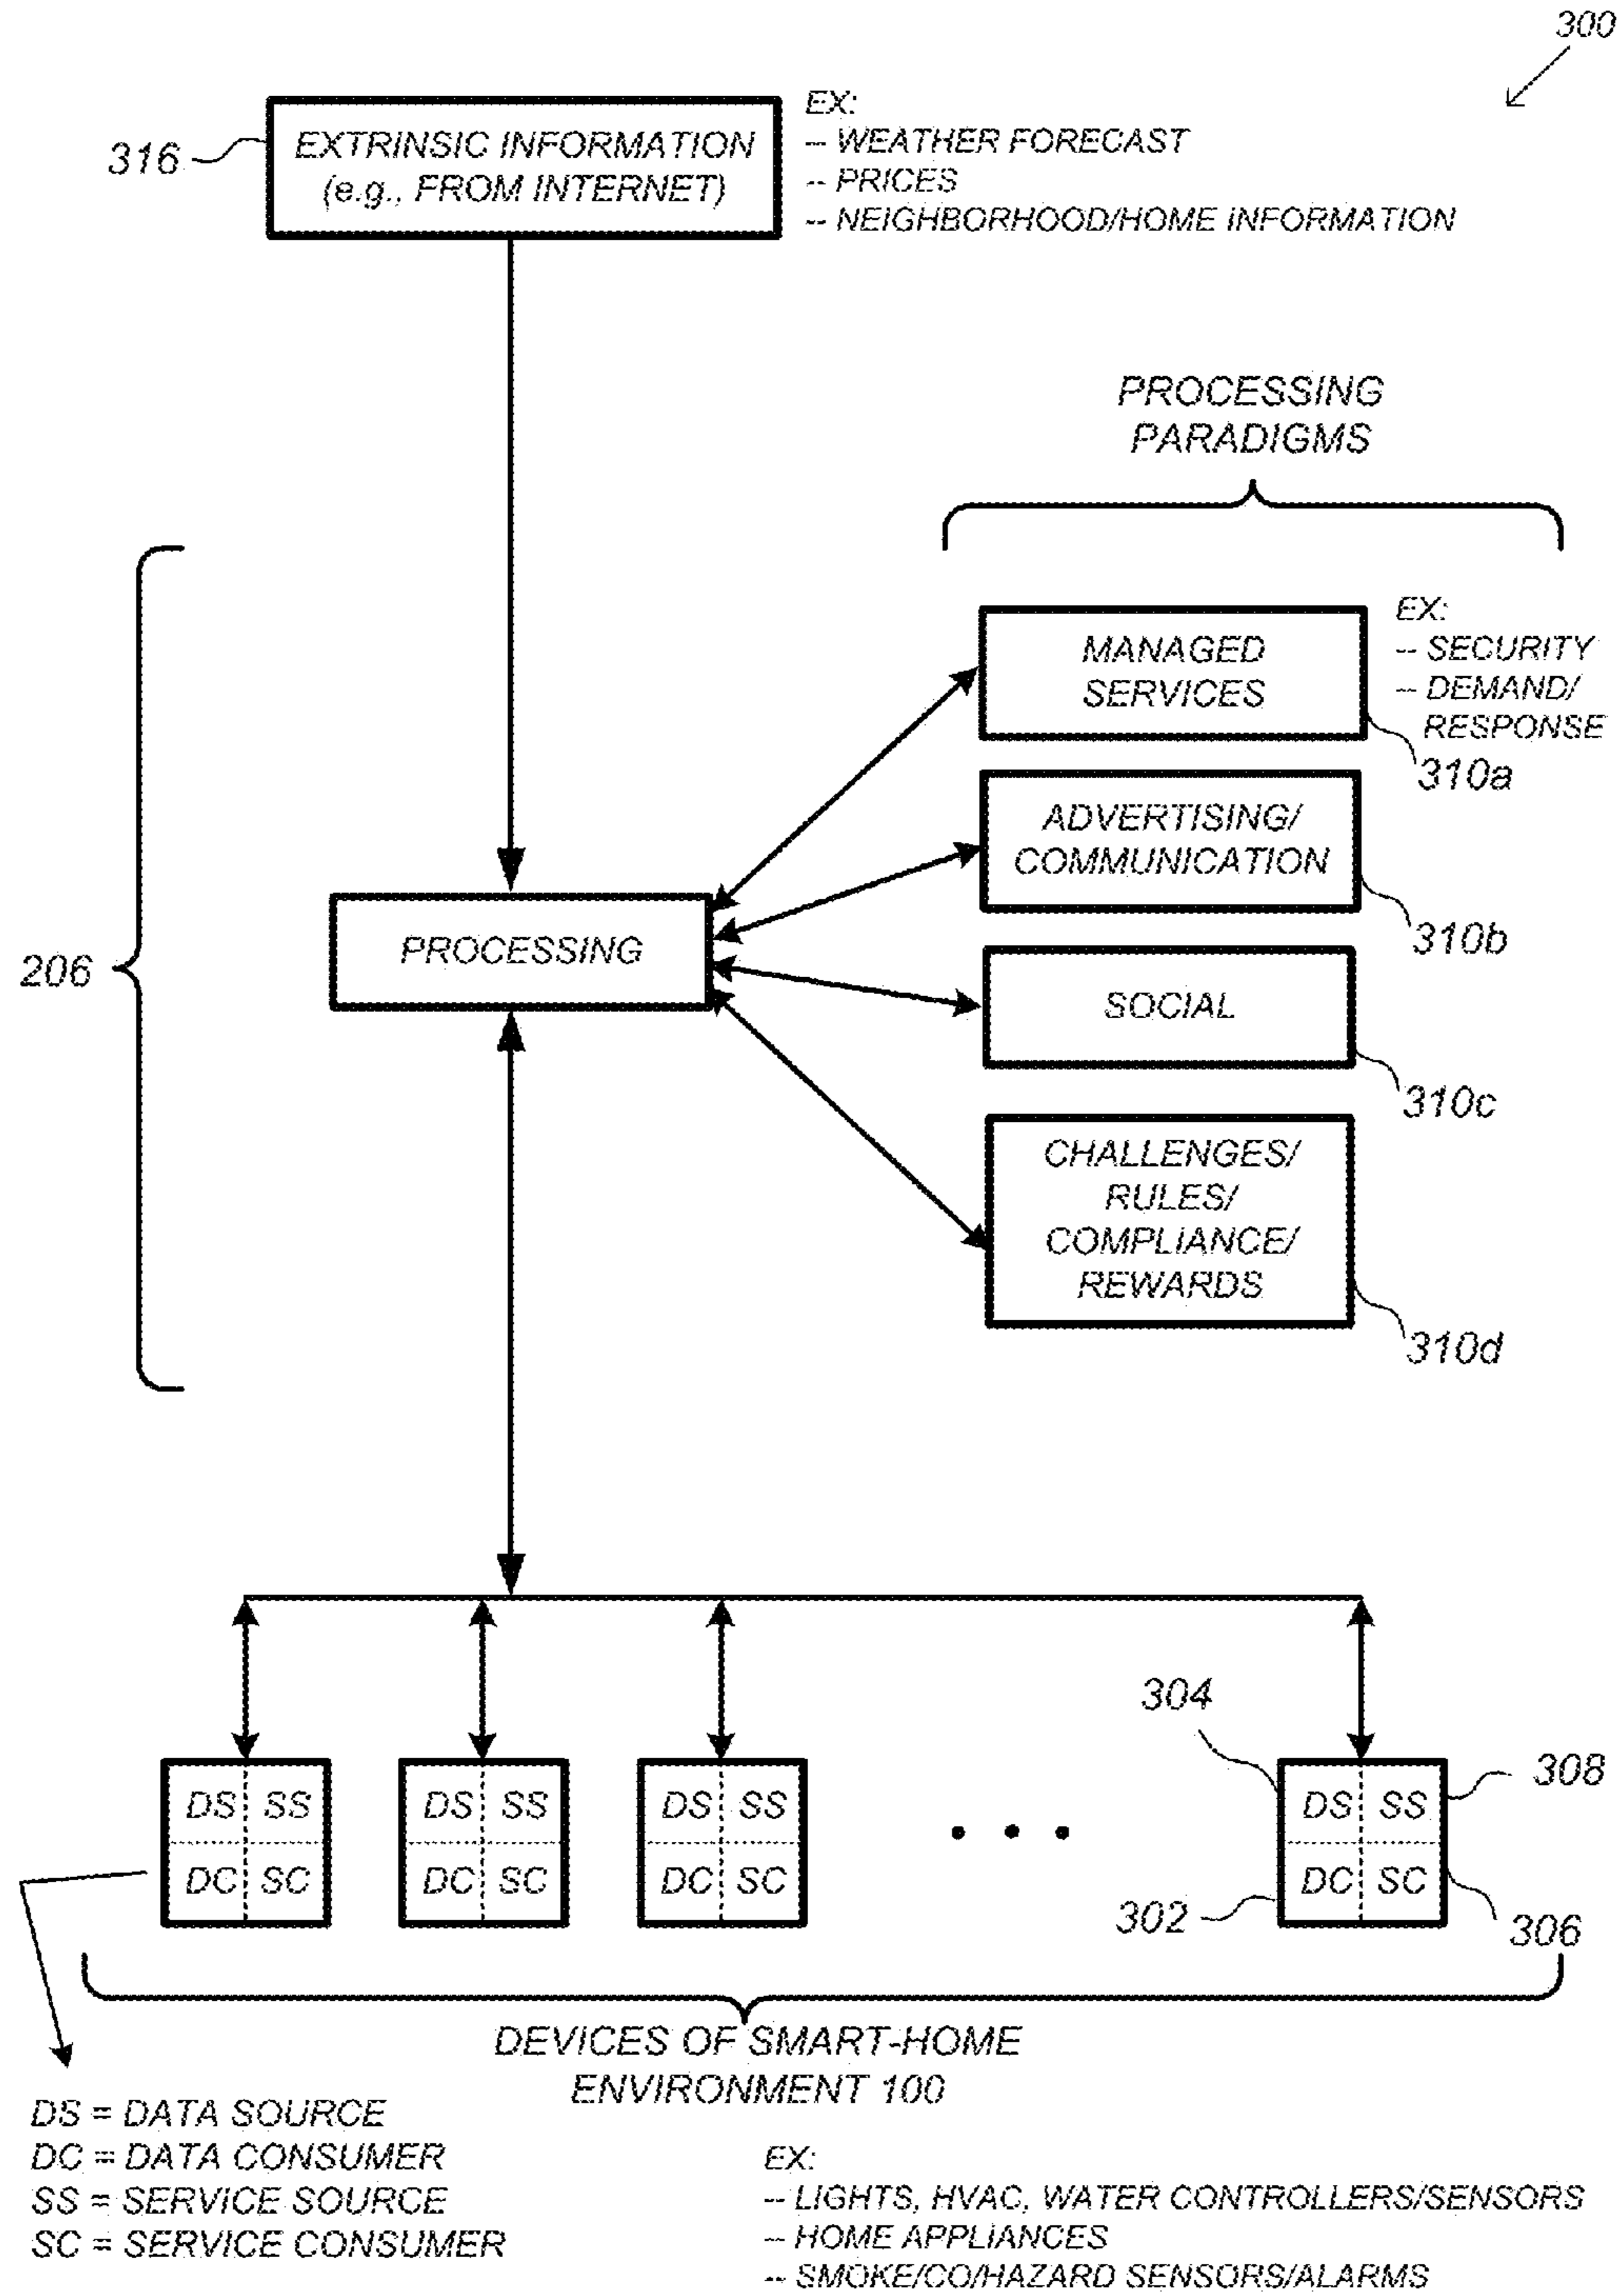 300
316
EXTRINSIC INFORMATION
(e.g., FROM INTERNET)
EX:
-- WEATHER FORECAST
-- PRICES
-- NEIGHBORHOOD/HOME INFORMATION
PROCESSING
PARADIGMS
206
PROCESSING
MANAGED
SERVICES
EX:
-- SECURITY
-- DEMAND/
RESPONSE
310a
ADVERTISING/
COMMUNICATION
310b
SOCIAL
310c
CHALLENGES/
RULES/
COMPLIANCE/
REWARDS
310d
304
308
DS SS
DC SC
DS SS
DC SC
DS SS
DC SC
. . .
DS SS
DC SC
302
306
DEVICES OF SMART-HOME
ENVIRONMENT 100
DS = DATA SOURCE
DC = DATA CONSUMER
SS = SERVICE SOURCE
SC = SERVICE CONSUMER
EX:
-- LIGHTS, HVAC, WATER CONTROLLERS/SENSORS
-- HOME APPLIANCES
-- SMOKE/CO/HAZARD SENSORS/ALARMS